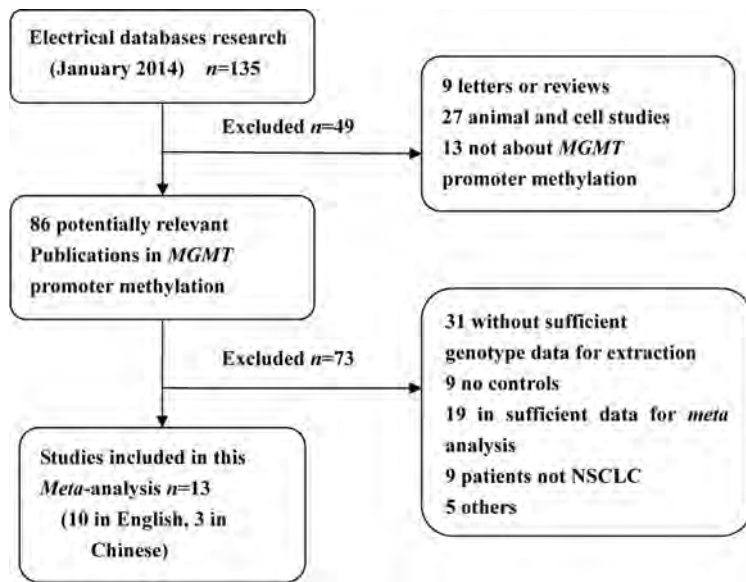 Electrical databases research
(January 2014) n=135
Excluded n=49
9 letters or reviews
27 animal and cell studies
13 not about MGMT
promoter methylation
86 potentially relevant
Publications in MGMT
promoter methylation
Excluded n=73
31 without sufficient
genotype data for extraction
9 no controls
19 in sufficient data for meta
analysis
9 patients not NSCLC
5 others
Studies included in this
Meta-analysis n=13
(10 in English, 3 in
Chinese)